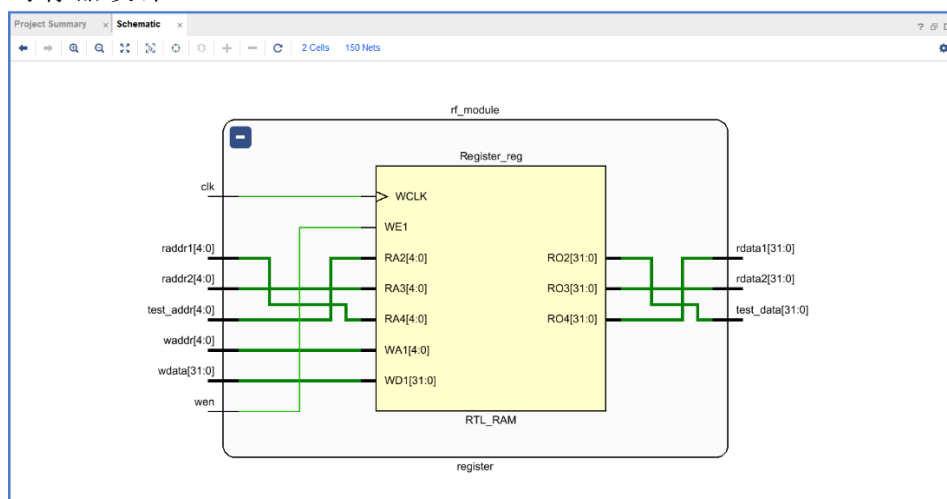 Project Summary × Schematic ×
?
2 Cells 150 Nets
rf_module
Register_reg
clk
WCLK
WE1
raddr1[4:0] RA2[4:0] RO2[31:0] rdata1[31:0]
raddr2[4:0] RA3[4:0] RO3[31:0] rdata2[31:0]
test_addr[4:0] RA4[4:0] RO4[31:0] test_data[31:0]
waddr[4:0] WA1[4:0]
wdata[31:0] WD1[31:0]
wen
RTL_RAM
register